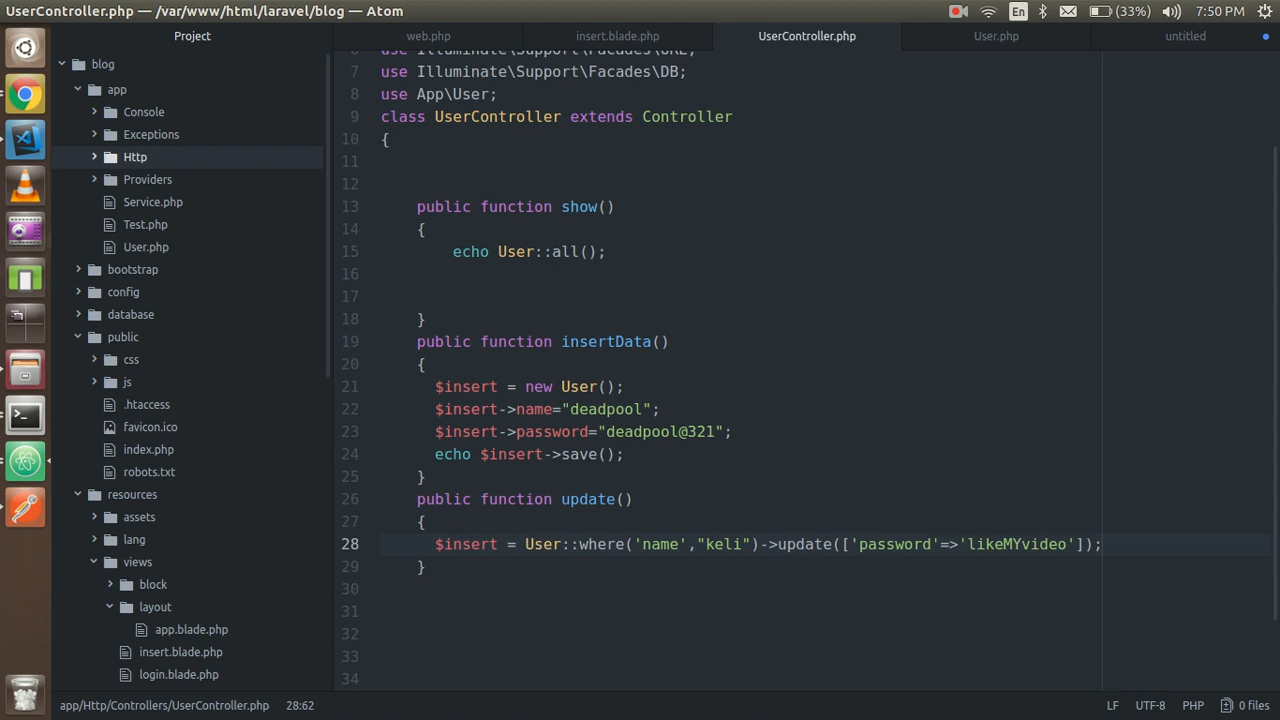 UserController.php — /var/www/html/laravel/blog — Atom
En
(33%)
7:50 PM
Project
web.php
insert.blade.php
UserController.php
User.php
untitled
blog
app
Console
Exceptions
Http
Providers
Service.php
Test.php
User.php
bootstrap
config
database
public
css
js
.htaccess
favicon.ico
index.php
robots.txt
resources
assets
lang
views
block
layout
app.blade.php
insert.blade.php
login.blade.php
7 use Illuminate\Support\Facades\DB;
8 use App\User;
9 class UserController extends Controller
10 {
11
12
13 public function show()
14 {
15 echo User::all();
16
17
18 }
19 public function insertData()
20 {
21 $insert = new User();
22 $insert->name="deadpool";
23 $insert->password="deadpool@321";
24 echo $insert->save();
25 }
26 public function update()
27 {
28 $insert = User::where('name',"keli")->update(['password'=>'likeMYvideo']);
29 }
30
31
32
33
34
app/Http/Controllers/UserController.php 28:62
LF
UTF-8
PHP
0 files